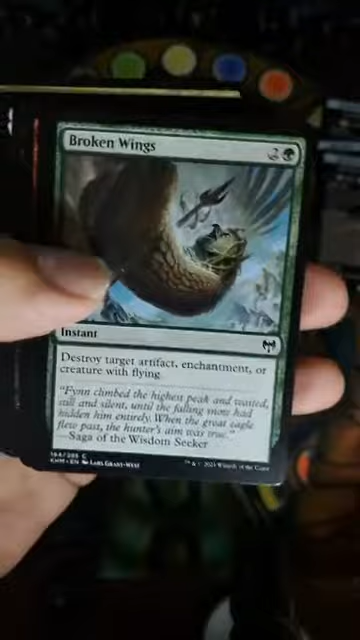 Broken Wings
2
Instant
Destroy target artifact, enchantment, or
creature with flying.
"Fynn climbed the highest peak and waited,
still and silent, until the falling snow had
hidden him entirely. When the great eagle
flew past, the hunter's aim was true."
—Saga of the Wisdom Seeker
164/285 C
KHM • EN Lars Grant-West
™ & © 2021 Wizards of the Coast